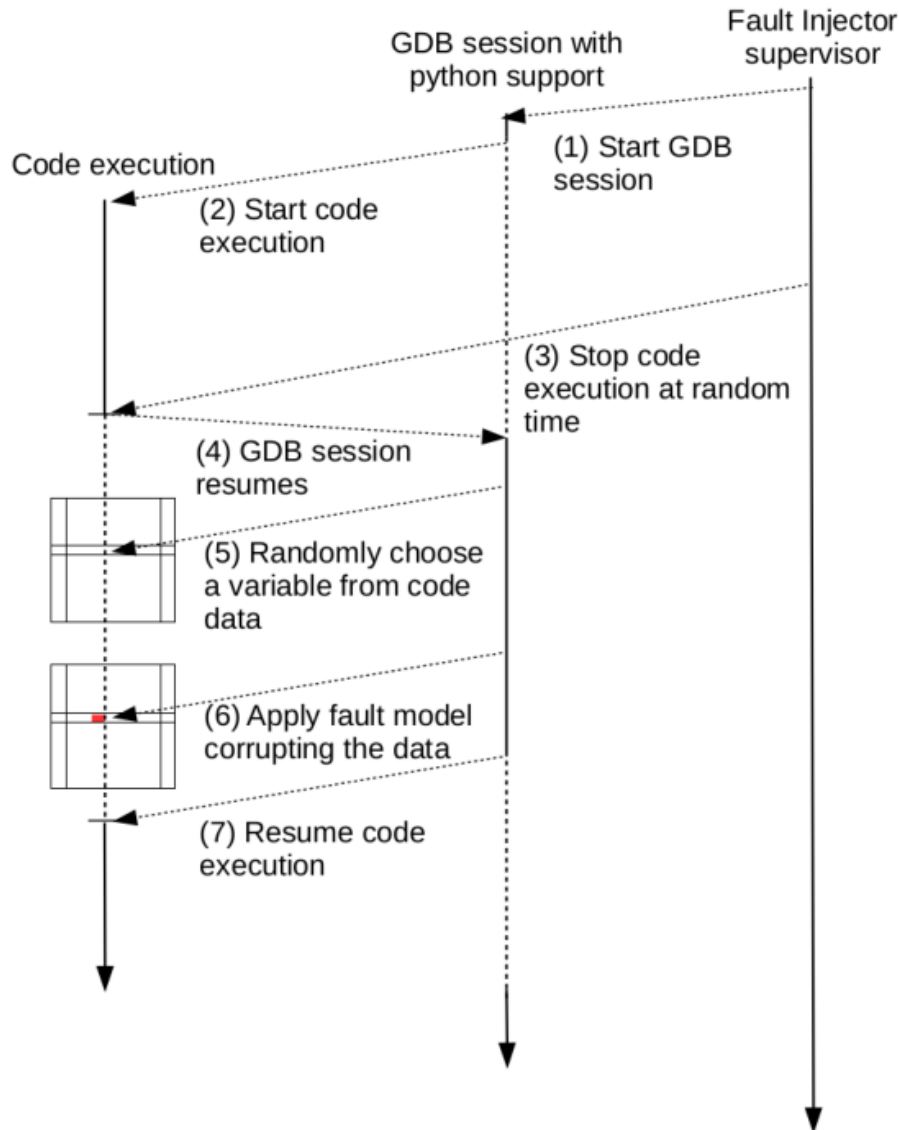 Fault Injector
supervisor
GDB session with
python support
(1) Start GDB
session
Code execution
(2) Start code
execution
(3) Stop code
execution at random
time
(4) GDB session
resumes
(5) Randomly choose
a variable from code
data
(6) Apply fault model
corrupting the data
(7) Resume code
execution